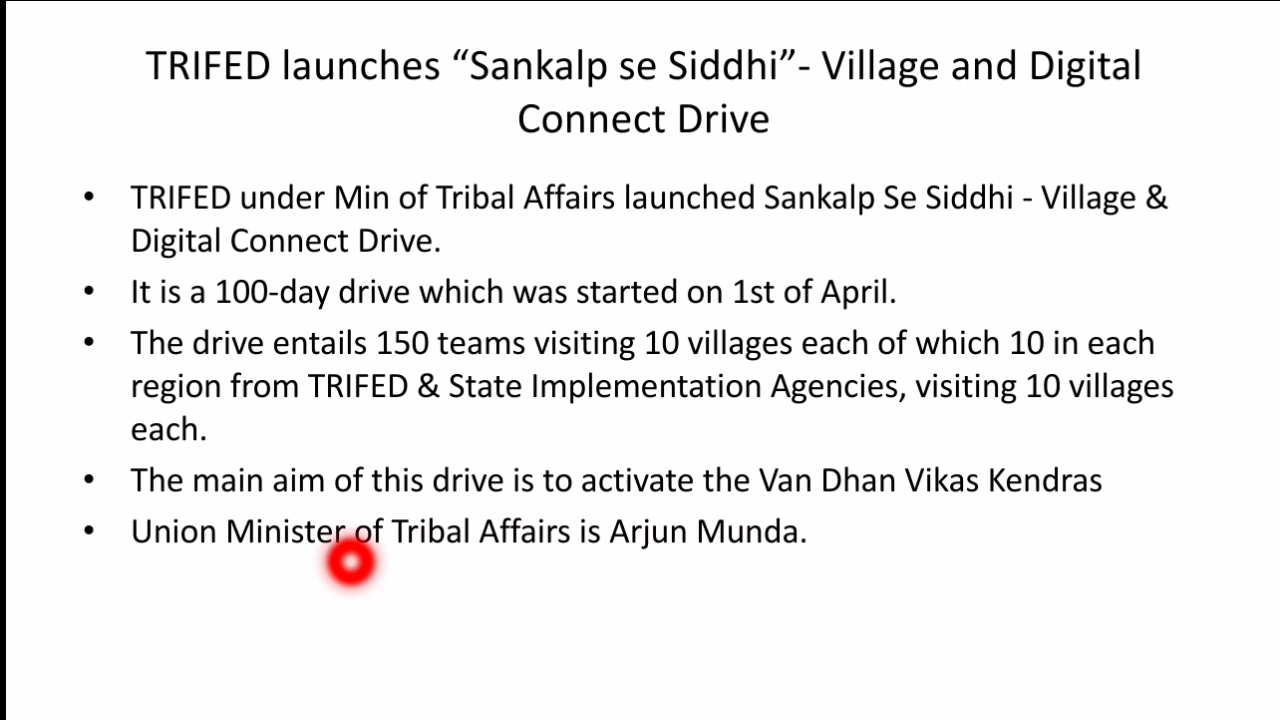 TRIFED launches “Sankalp se Siddhi”- Village and Digital
Connect Drive
• TRIFED under Min of Tribal Affairs launched Sankalp Se Siddhi - Village &
Digital Connect Drive.
• It is a 100-day drive which was started on 1st of April.
• The drive entails 150 teams visiting 10 villages each of which 10 in each
region from TRIFED & State Implementation Agencies, visiting 10 villages
each.
• The main aim of this drive is to activate the Van Dhan Vikas Kendras
• Union Minister of Tribal Affairs is Arjun Munda.